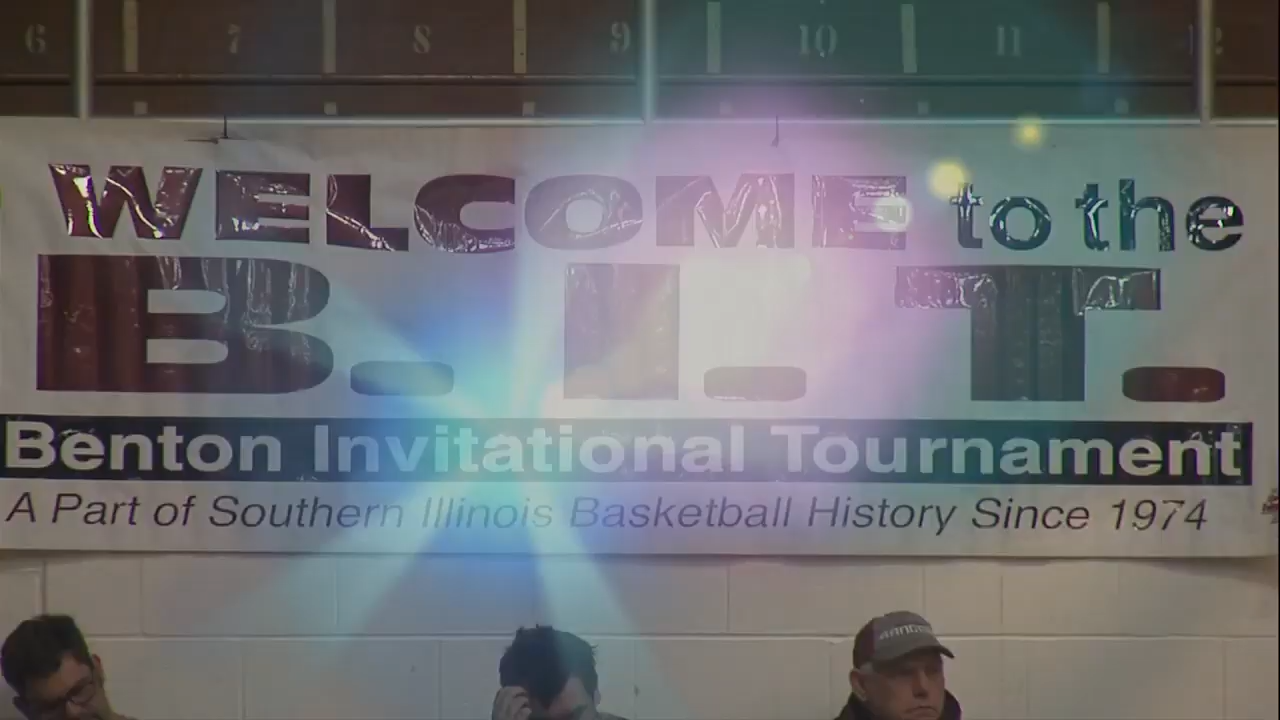 6 7 8 9 10 11 12
WELCOME to the
B.I.T.
Benton Invitational Tournament
A Part of Southern Illinois Basketball History Since 1974